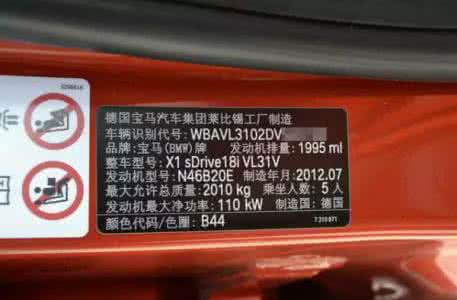 德国宝马汽车集团莱比锡工厂制造
车辆识别代号: WBAVL3102DV
品牌: 宝马(BMW)牌 发动机排量: 1995 ml
整车型号: X1 sDrive18i VL31V
发动机型号: N46B20E 制造年月: 2012.07
最大允许总质量: 2010 kg 乘坐人数: 5 人
发动机最大净功率: 110 kW 制造国: 德国
颜色代码/色圈: B44
7 310 871